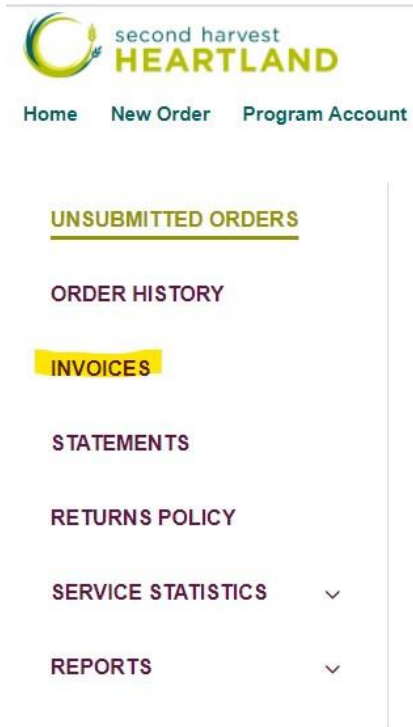 second harvest
HEARTLAND
Home New Order Program Account
UNSUBMITTED ORDERS
ORDER HISTORY
INVOICES
STATEMENTS
RETURNS POLICY
SERVICE STATISTICS
REPORTS